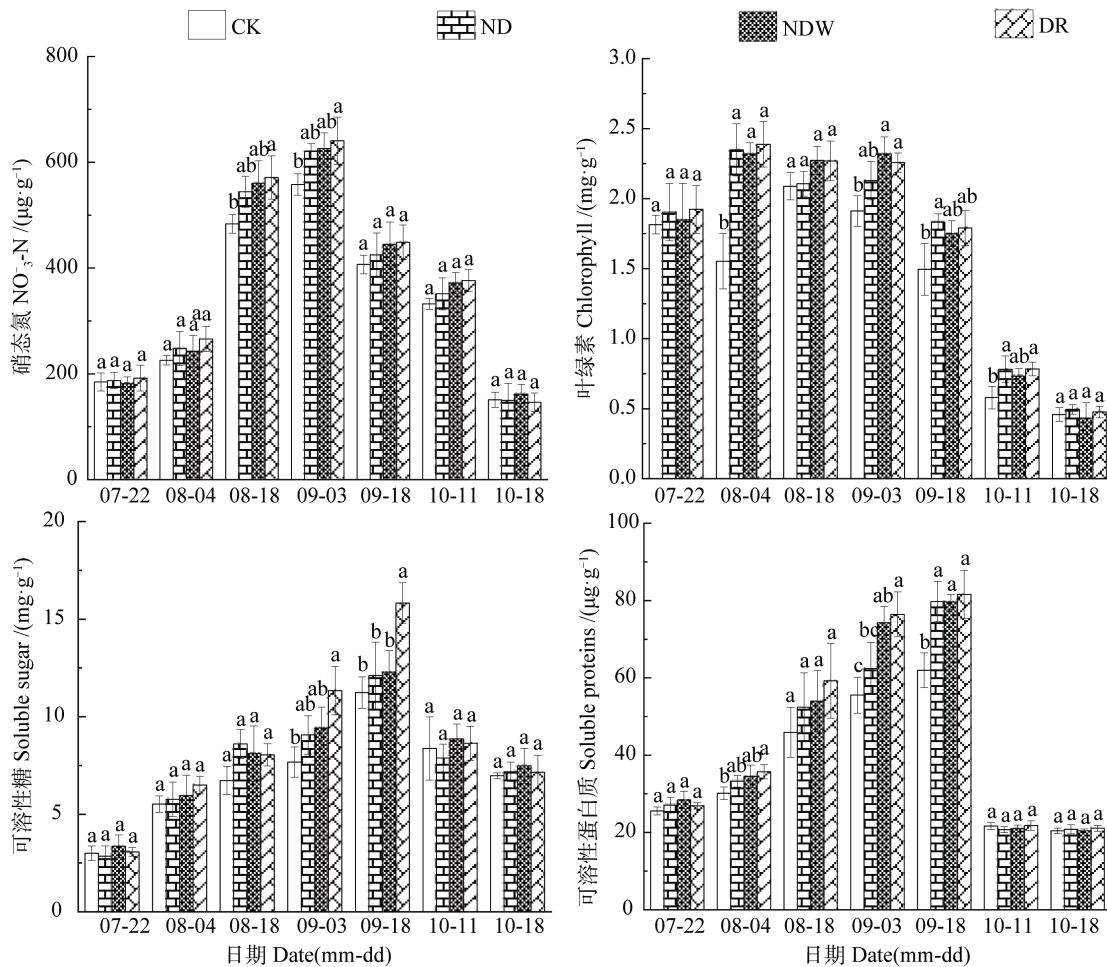 CK ND NDW DR
硝态氮 NO⁻₃-N /(μg·g⁻¹)
800
600
400
200
0
a a a a
a a a a
b ab ab a
b ab ab a
a a a a
a a a a
a a a a
07-22 08-04 08-18 09-03 09-18 10-11 10-18
叶绿素 Chlorophyll /(mg·g⁻¹)
3.0
2.5
2.0
1.5
1.0
0.5
0.0
a a a a
b a a a
a a a a
b ab a a
b a ab ab
b a ab a
a a a a
07-22 08-04 08-18 09-03 09-18 10-11 10-18
可溶性糖 Soluble sugar /(mg·g⁻¹)
20
15
10
5
0
a a a a
a a a a
a a a a
b ab ab a
b b b a
a a a a
a a a a
07-22 08-04 08-18 09-03 09-18 10-11 10-18
日期 Date(mm-dd)
可溶性蛋白质 Soluble proteins /(μg·g⁻¹)
100
80
60
40
20
0
a a a a
b ab ab a
a a a a
c bc ab a
b a a a
a a a a
a a a a
07-22 08-04 08-18 09-03 09-18 10-11 10-18
日期 Date(mm-dd)